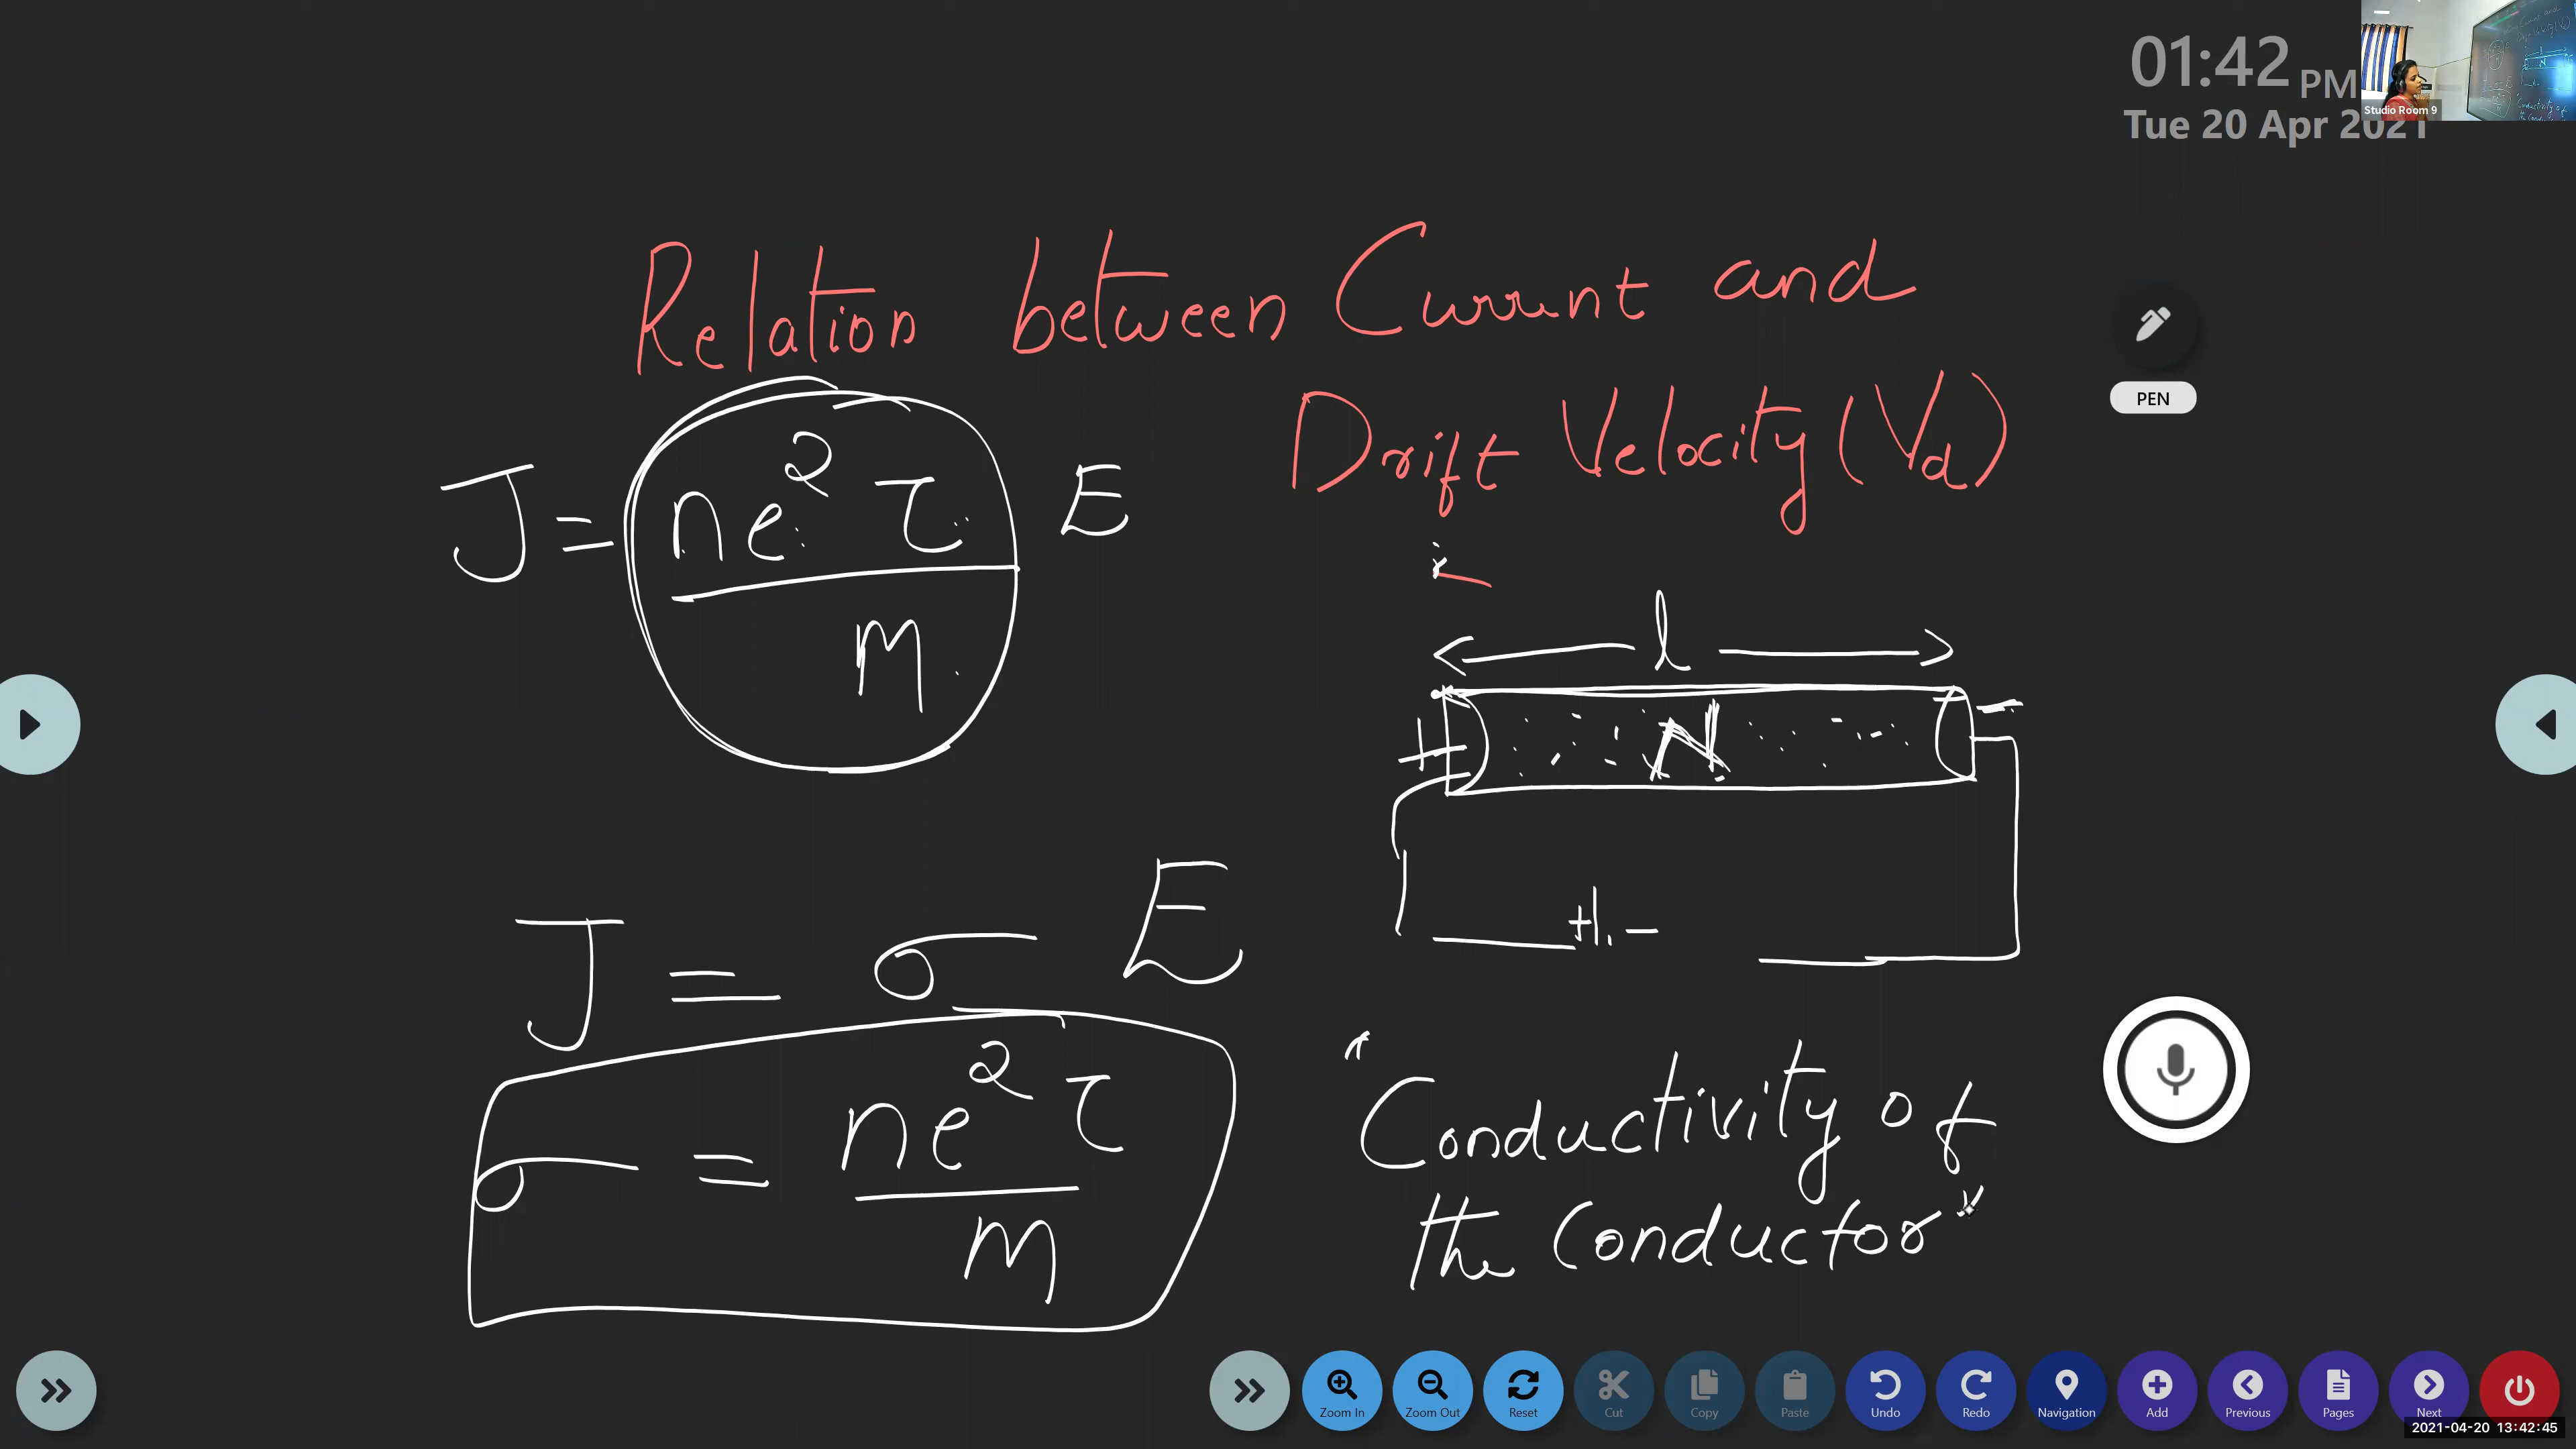 01:42 PM
Tue 20 Apr 2021
Studio Room 9
Relation between Current and
Drift Velocity (Vd)
PEN
J = ne²τ E
m
l
+ N -
+ -
J = σ E
σ = ne²τ
m
"Conductivity of
the Conductor"
Zoom In Zoom Out Reset Cut Copy Paste Undo Redo Navigation Add Previous Pages Next
2021-04-20 13:42:45